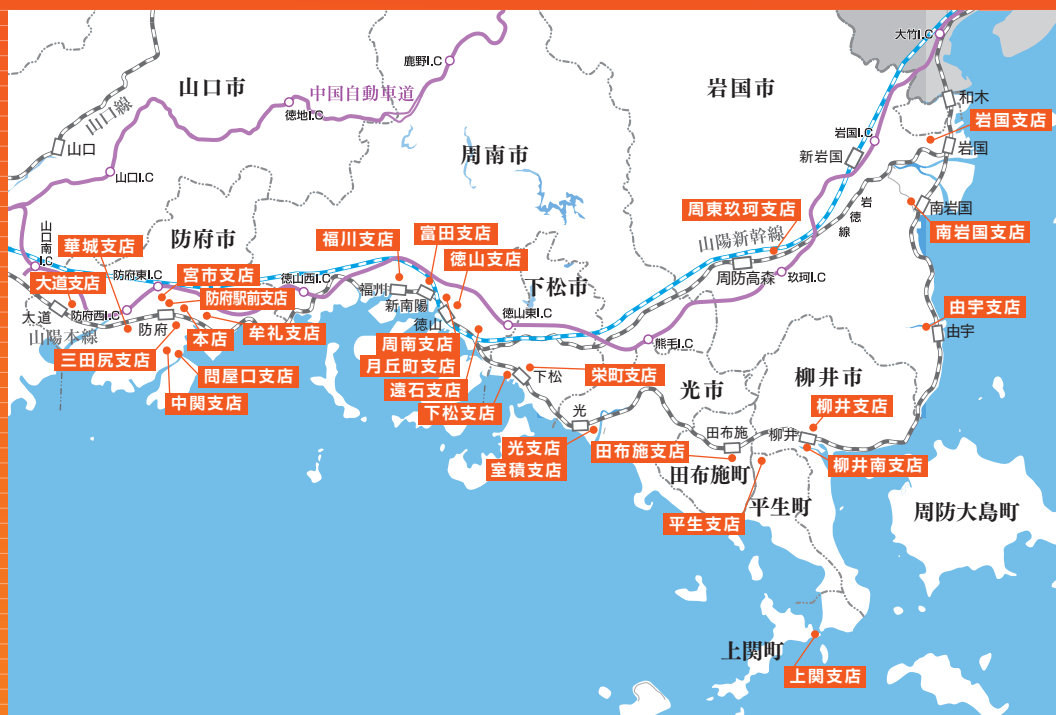 大竹I.C
鹿野I.C
山口市
中国自動車道
岩国市
和木
山口線
徳地I.C
岩国支店
岩国I.C
山口
周南市
新岩国
岩国
山口I.C
岩徳線
周東玖珂支店
南岩国
南岩国支店
山口南I.C
華城支店
防府市
福川支店
富田支店
山陽新幹線
徳山支店
防府東I.C
宮市支店
徳山西I.C
周防高森
玖珂I.C
大道支店
防府駅前支店
福川
下松市
新南陽
由宇支店
大道
防府西I.C
防府
本店
牟礼支店
徳山
徳山東I.C
由宇
山陽本線
周南支店
熊毛I.C
三田尻支店
月丘町支店
問屋口支店
下松
栄町支店
光市
柳井市
中関支店
遠石支店
下松支店
光
柳井支店
田布施
柳井
光支店
田布施支店
室積支店
柳井南支店
田布施町
平生町
周防大島町
平生支店
上関町
上関支店